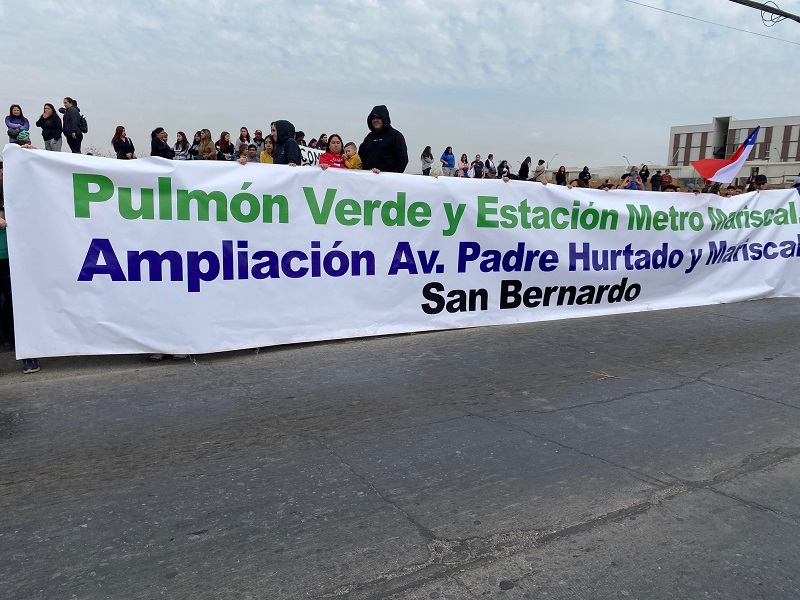 Pulmón Verde y Estación Metro Mariscal.
Ampliación Av. Padre Hurtado y Mariscal
San Bernardo